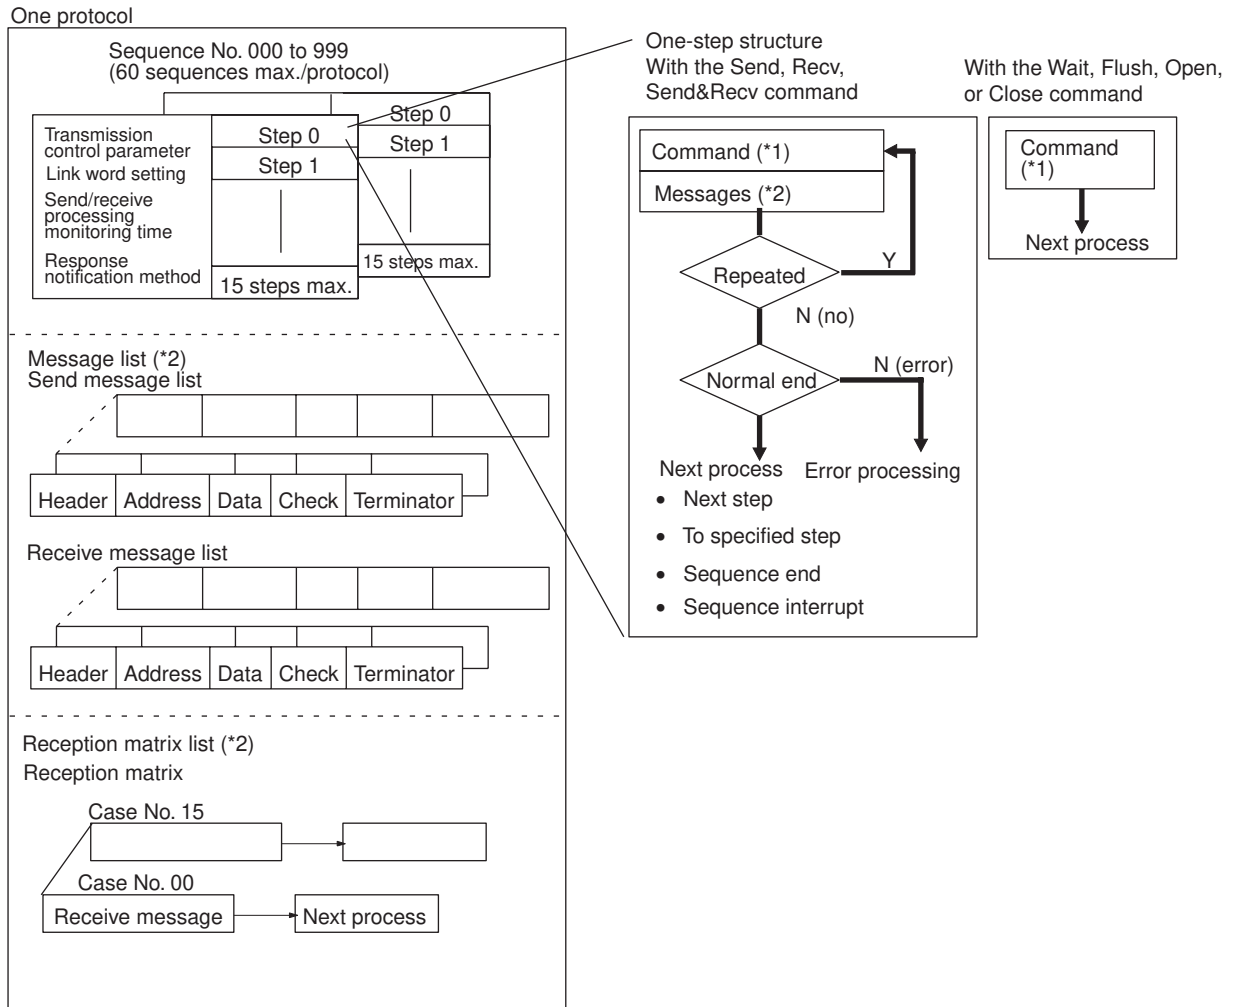 One protocol
Sequence No. 000 to 999
(60 sequences max./protocol)
Step 0
Step 1
15 steps max.
Transmission
control parameter
Link word setting
Send/receive
processing
monitoring time
Response
notification method
Step 0
Step 1
15 steps max.
Message list (*2)
Send message list
Header Address Data Check Terminator
Receive message list
Header Address Data Check Terminator
Reception matrix list (*2)
Reception matrix
Case No. 15
Case No. 00
Receive message
Next process
One-step structure
With the Send, Recv,
Send&Recv command
Command (*1)
Messages (*2)
Repeated
Y
N (no)
Normal end
N (error)
Next process
Error processing
• Next step
• To specified step
• Sequence end
• Sequence interrupt
With the Wait, Flush, Open,
or Close command
Command
(*1)
Next process